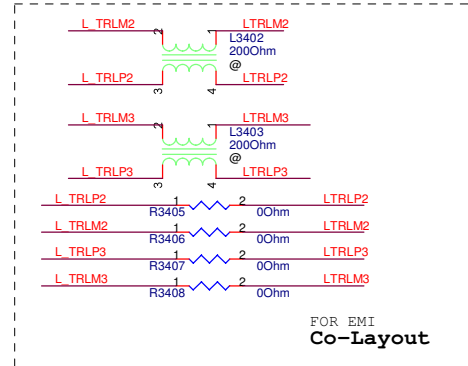 L_TRLM2 2 1 LTRLM2
L3402
200Ohm
@
L_TRLP2 LTRLP2
3 4
L_TRLM3 2 1 LTRLM3
L3403
200Ohm
@
L_TRLP3 LTRLP3
3 4
L_TRLP2 1 2 LTRLP2
R3405 0Ohm
L_TRLM2 1 2 LTRLM2
R3406 0Ohm
L_TRLP3 1 2 LTRLP3
R3407 0Ohm
L_TRLM3 1 2 LTRLM3
R3408 0Ohm
FOR EMI
Co-Layout